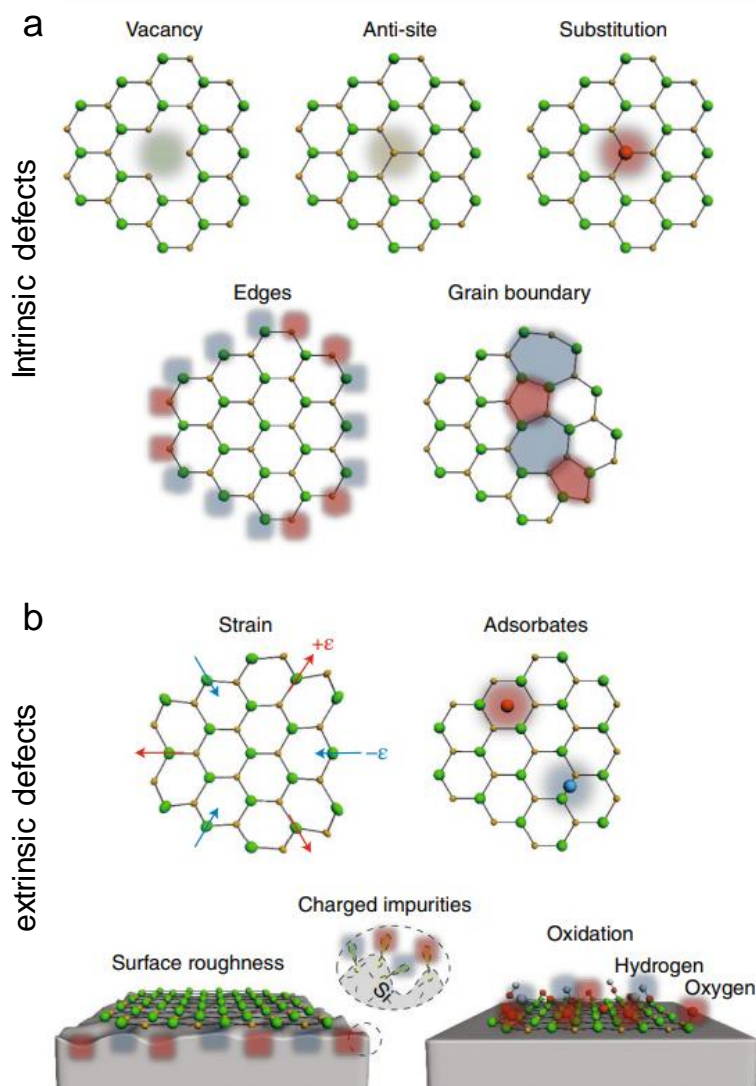 a
Intrinsic defects
Vacancy
Anti-site
Substitution
Edges
Grain boundary
b
extrinsic defects
Strain
+ε
−ε
Adsorbates
Charged impurities
Si
Surface roughness
Oxidation
Hydrogen
Oxygen